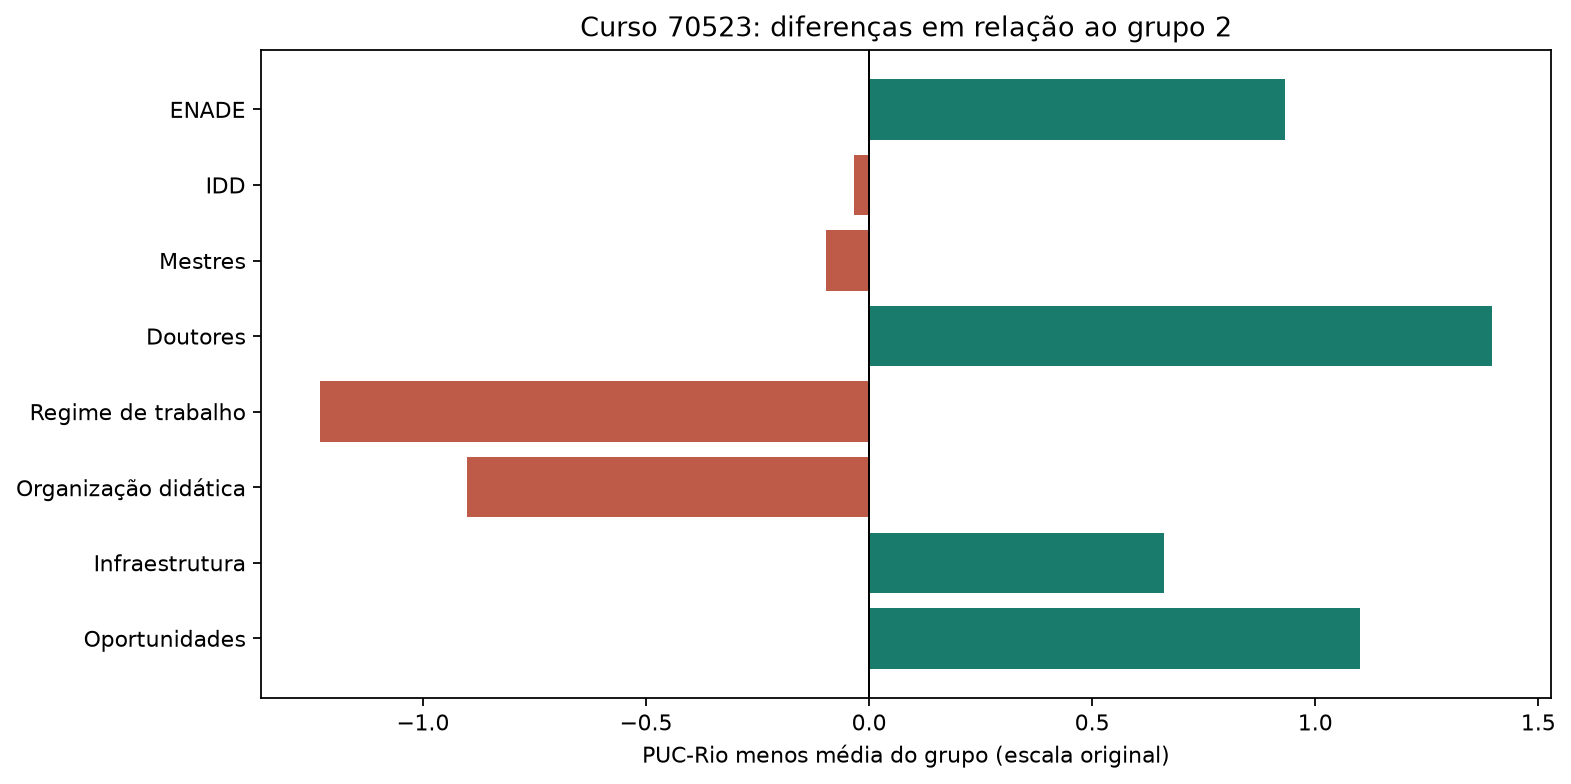 Curso 70523: diferenças em relação ao grupo 2
ENADE
IDD
Mestres
Doutores
Regime de trabalho
Organização didática
Infraestrutura
Oportunidades
−1.0 −0.5 0.0 0.5 1.0 1.5
PUC-Rio menos média do grupo (escala original)